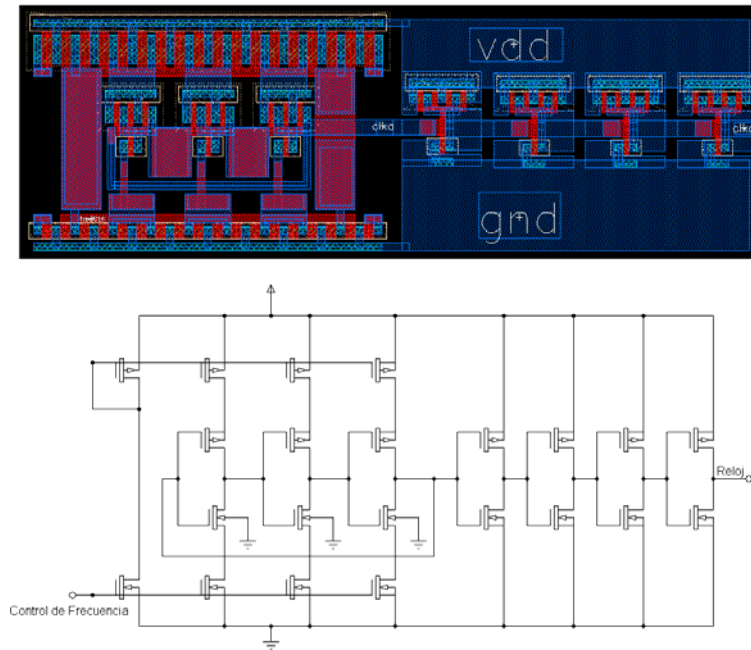 vdd
clkd
clkd
gnd
Reloj
Control de Frecuencia